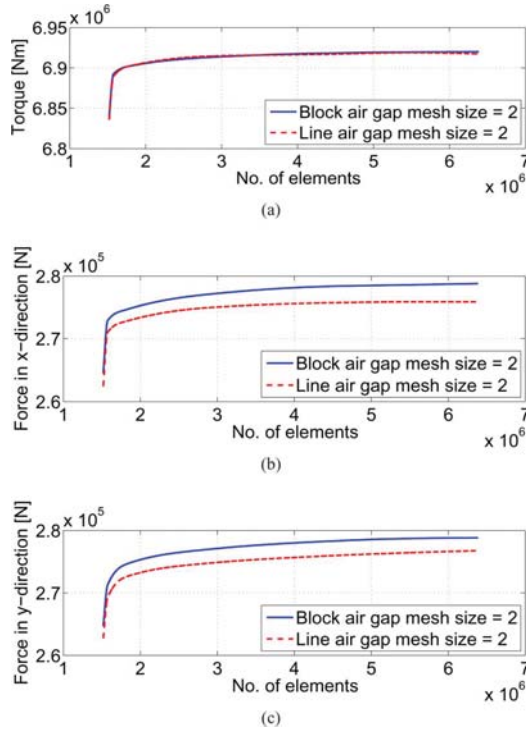 x 10^6
6.95
6.9
6.85
6.8
Torque [Nm]
Block air gap mesh size = 2
Line air gap mesh size = 2
1 2 3 4 5 6 7
No. of elements
x 10^6
(a)
x 10^5
2.8
2.7
2.6
Force in x-direction [N]
Block air gap mesh size = 2
Line air gap mesh size = 2
1 2 3 4 5 6 7
No. of elements
x 10^6
(b)
x 10^5
2.8
2.7
2.6
Force in y-direction [N]
Block air gap mesh size = 2
Line air gap mesh size = 2
1 2 3 4 5 6 7
No. of elements
x 10^6
(c)